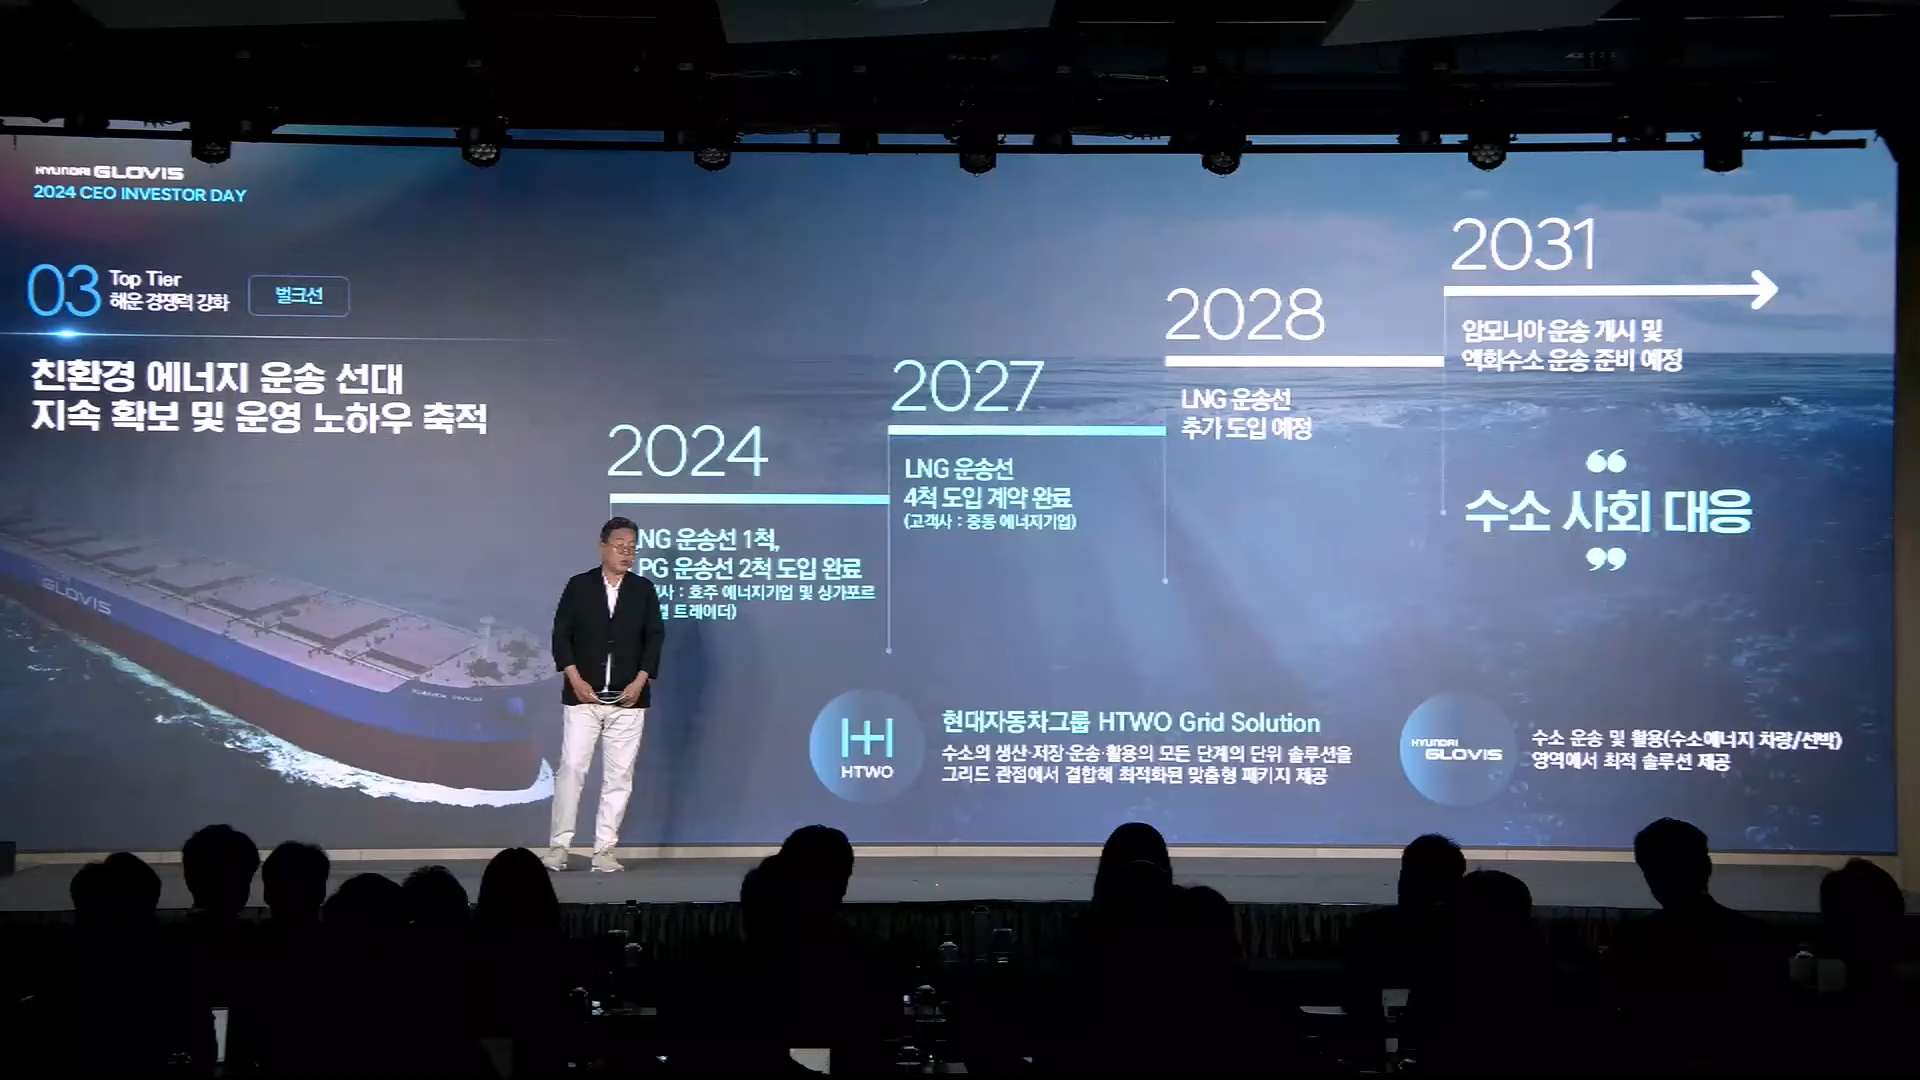 HYUNDAI GLOVIS
2024 CEO INVESTOR DAY
03 Top Tier
해운 경쟁력 강화
벌크선
친환경 에너지 운송 선대
지속 확보 및 운영 노하우 축적
GLOVIS
2024
NG 운송선 1척,
PG 운송선 2척 도입 완료
사 : 호주 에너지기업 및 싱가포르
트레이더)
2027
LNG 운송선
4척 도입 계약 완료
(고객사 : 중동 에너지기업)
2028
LNG 운송선
추가 도입 예정
2031
암모니아 운송 개시 및
액화수소 운송 준비 예정
“
수소 사회 대응
”
HTWO
현대자동차그룹 HTWO Grid Solution
수소의 생산·저장·운송·활용의 모든 단계의 단위 솔루션을
그리드 관점에서 결합해 최적화된 맞춤형 패키지 제공
HYUNDAI
GLOVIS
수소 운송 및 활용(수소에너지 차량/선박)
영역에서 최적 솔루션 제공